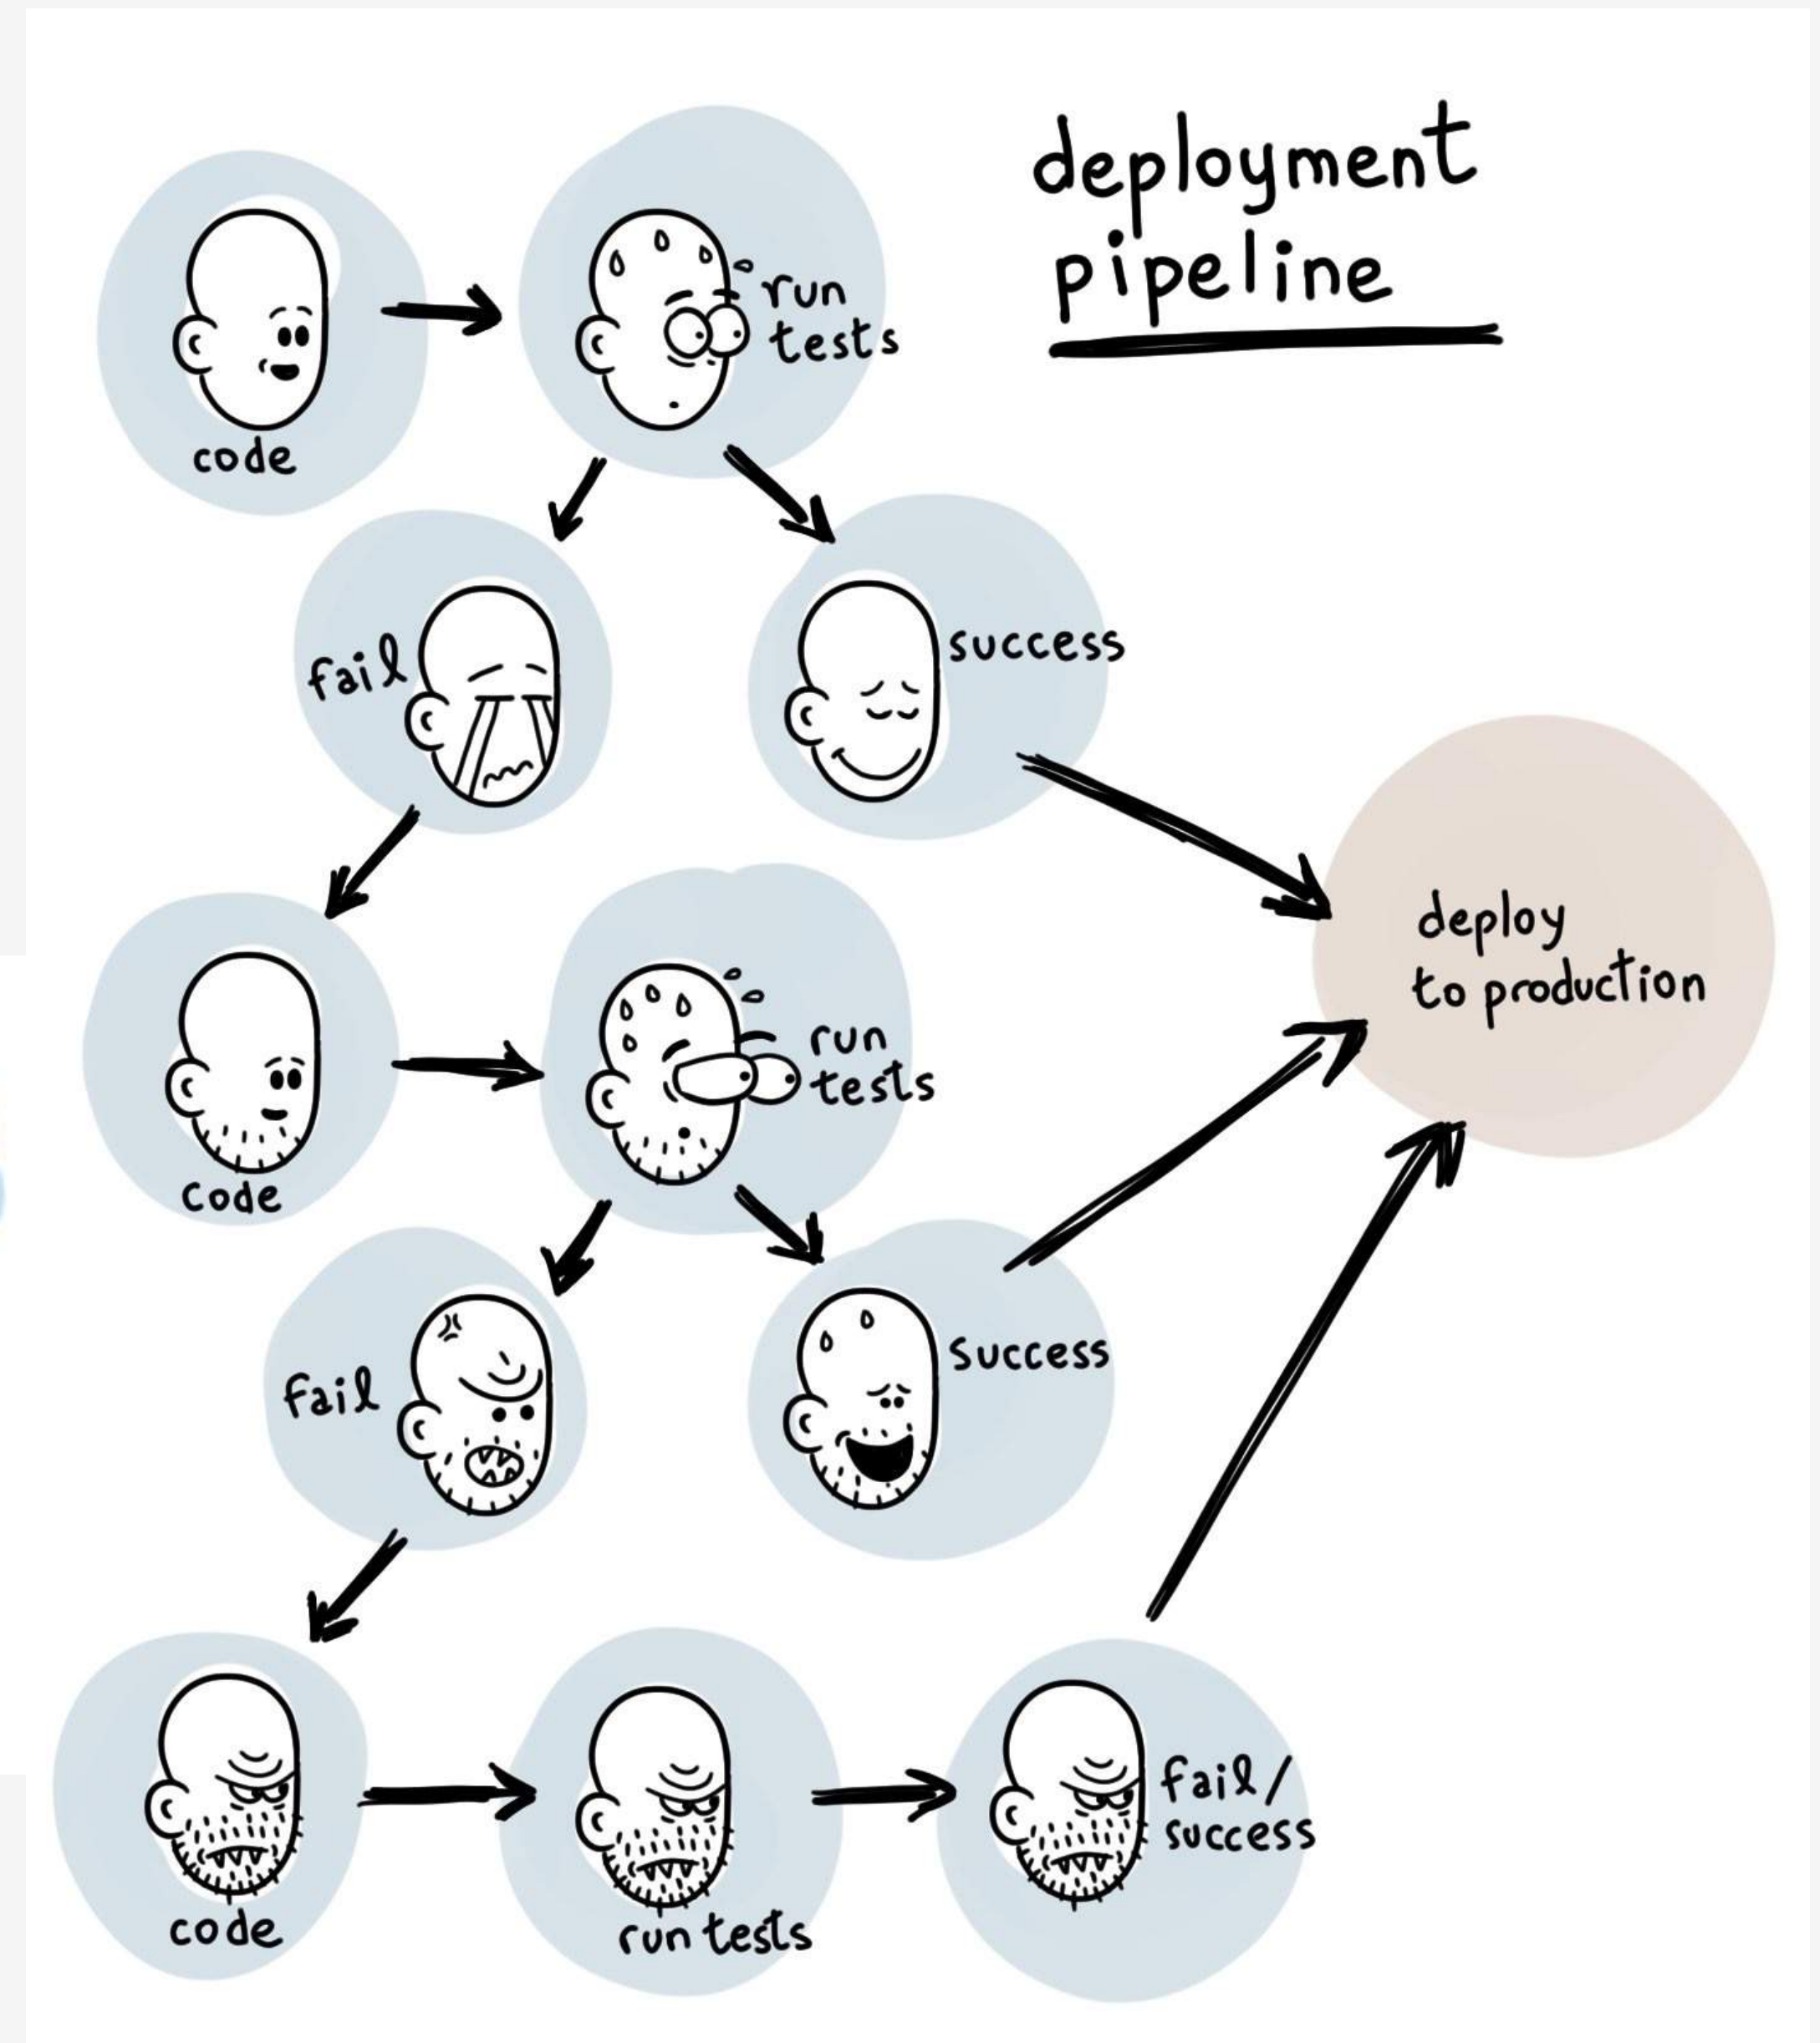 deployment
pipeline
code
run
tests
fail
success
deploy
to production
code
run
tests
fail
success
code
run tests
fail/
success